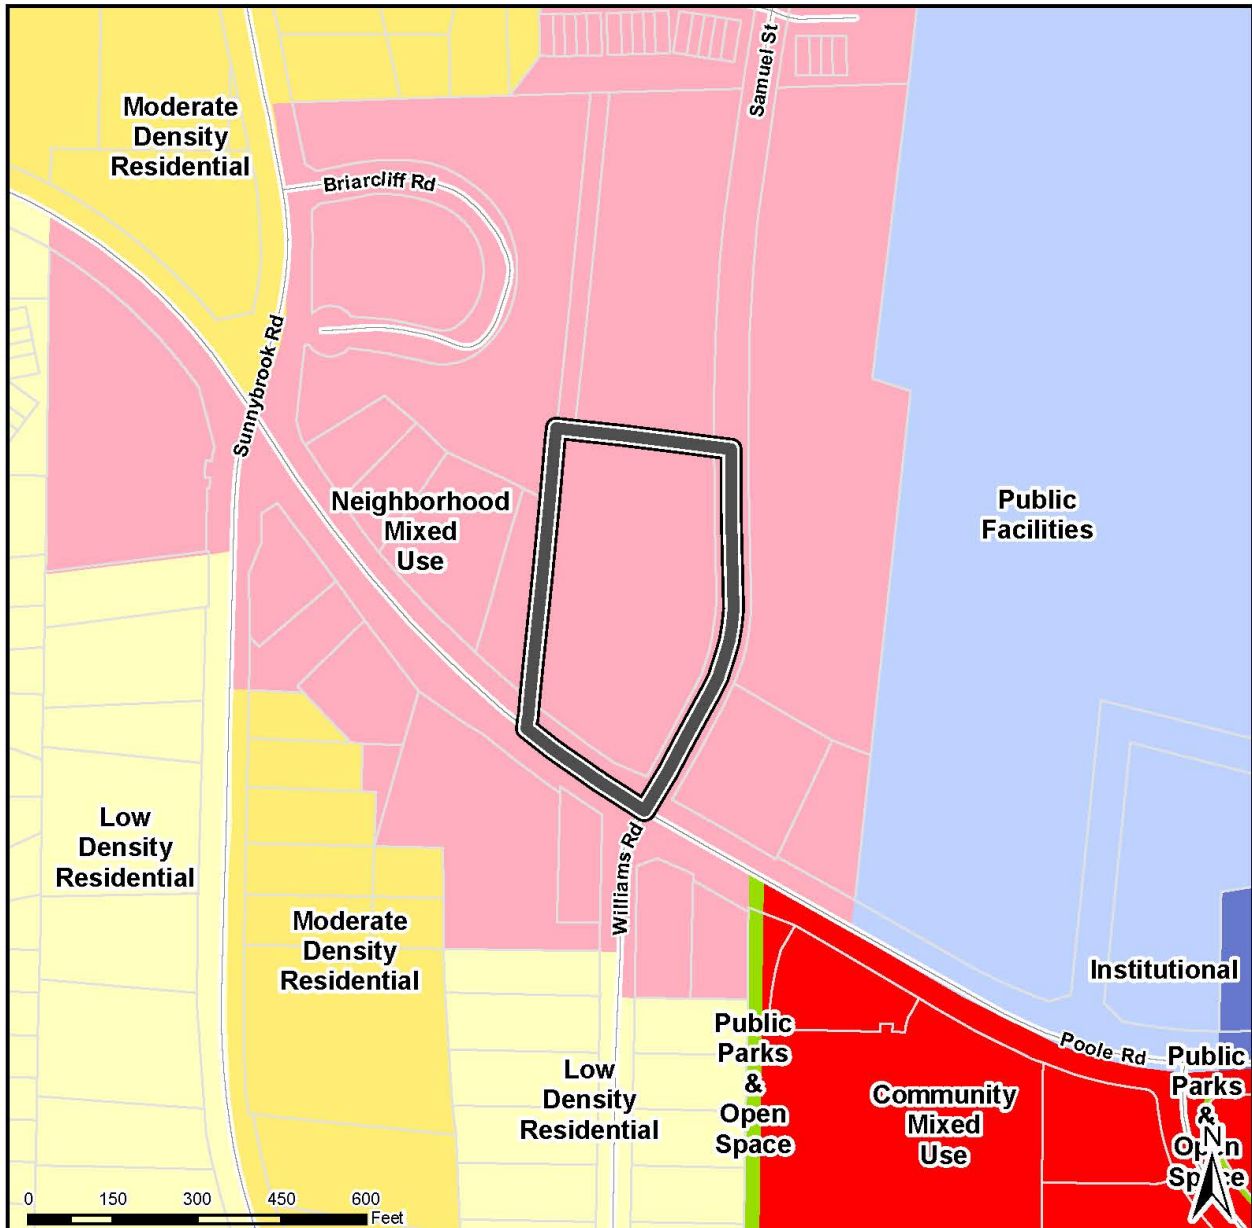 Samuel St
Moderate
Density
Residential
Briarcliff Rd
Sunnybrook Rd
Neighborhood
Mixed
Use
Public
Facilities
Low
Density
Residential
Williams Rd
Moderate
Density
Residential
Institutional
Public
Parks
&
Open
Space
Low
Density
Residential
Community
Mixed
Use
Poole Rd
Public
Parks
&
Open
Space
N
0 150 300 450 600
Feet